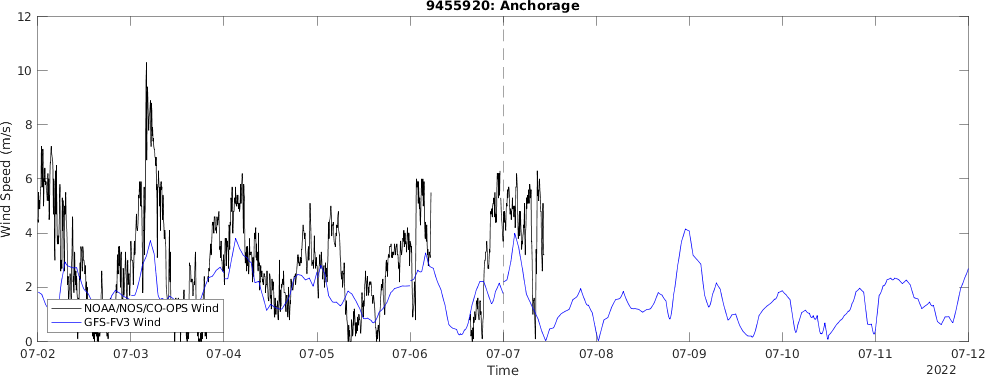 9455920: Anchorage
12
10
8
6
4
2
0
Wind Speed (m/s)
NOAA/NOS/CO-OPS Wind
GFS-FV3 Wind
07-02 07-03 07-04 07-05 07-06 07-07 07-08 07-09 07-10 07-11 07-12
Time
2022